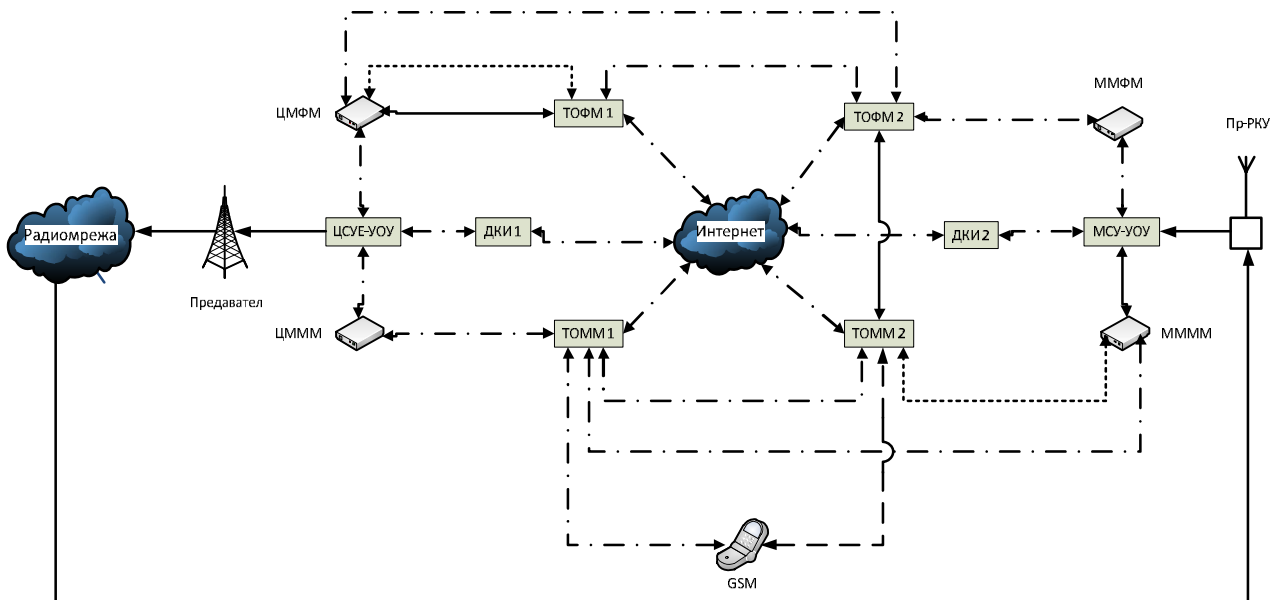 ЦМФМ
ТОФМ 1
ТОФМ 2
ММФМ
Пр-РКУ
Радиомрежа
Предавател
ЦСУЕ-УОУ
ДКИ 1
Интернет
ДКИ 2
МСУ-УОУ
ЦМММ
ТОММ 1
ТОММ 2
ММММ
GSM